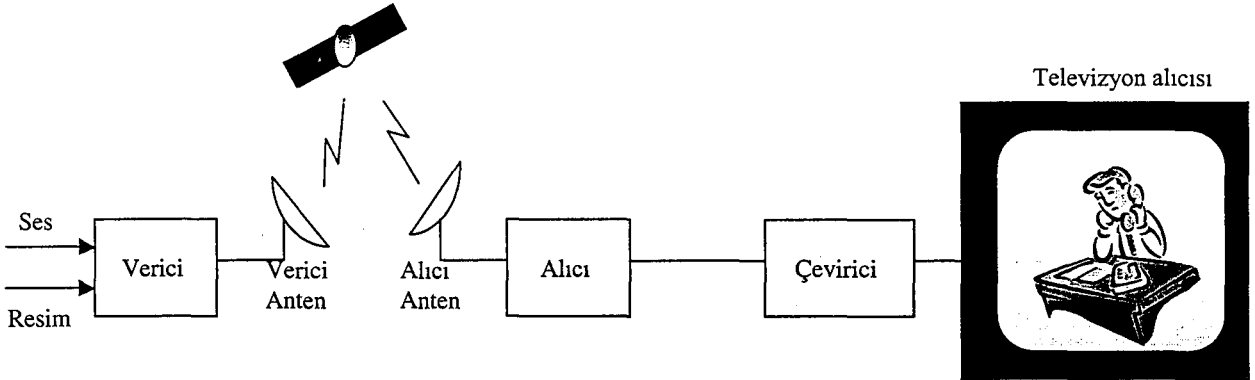 Televizyon alıcısı
Ses
Resim
Verici
Verici
Anten
Alıcı
Anten
Alıcı
Çevirici